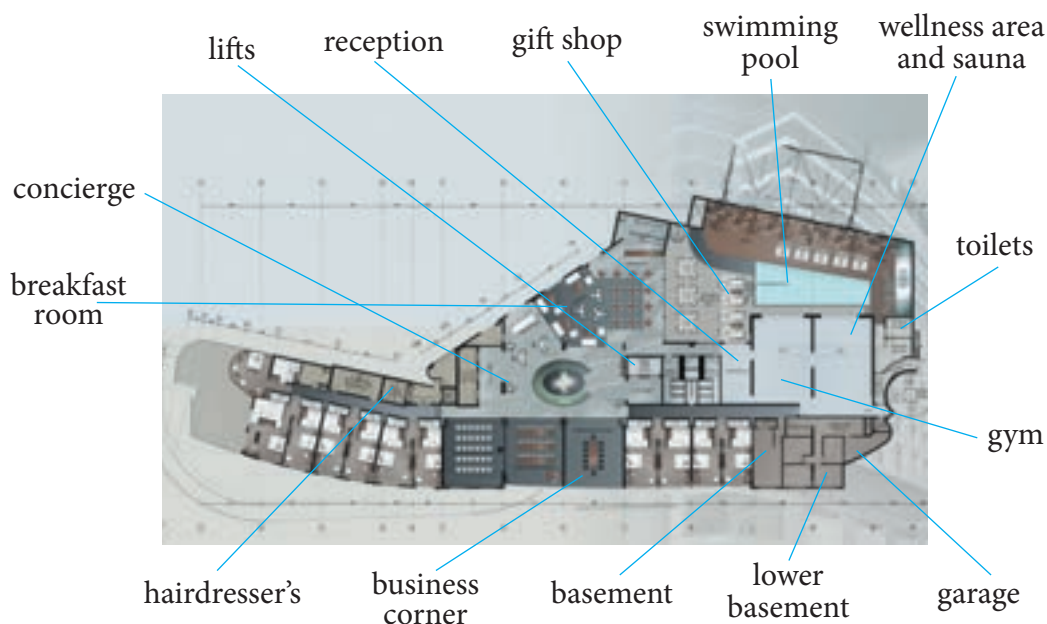 lifts
reception
gift shop
swimming
pool
wellness area
and sauna
concierge
breakfast
room
toilets
gym
hairdresser's
business
corner
basement
lower
basement
garage